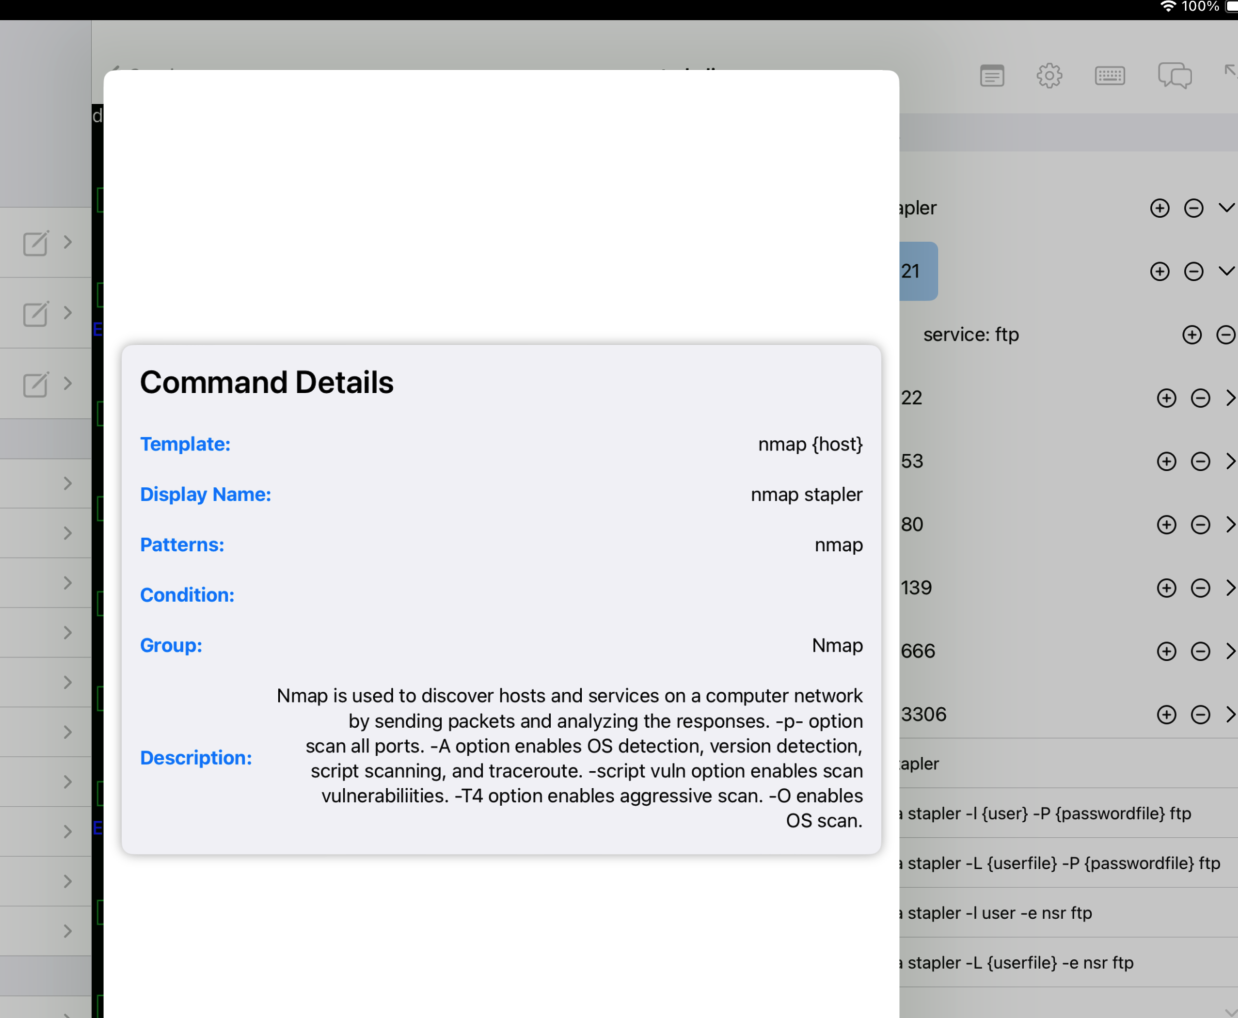 100%
d
E
E
Command Details
Template: nmap {host}
Display Name: nmap stapler
Patterns: nmap
Condition:
Group: Nmap
Description:
Nmap is used to discover hosts and services on a computer network
by sending packets and analyzing the responses. -p- option
scan all ports. -A option enables OS detection, version detection,
script scanning, and traceroute. -script vuln option enables scan
vulnerabiliities. -T4 option enables aggressive scan. -O enables
OS scan.
apler
21
service: ftp
22
53
80
139
666
3306
apler
stapler -l {user} -P {passwordfile} ftp
stapler -L {userfile} -P {passwordfile} ftp
stapler -l user -e nsr ftp
stapler -L {userfile} -e nsr ftp